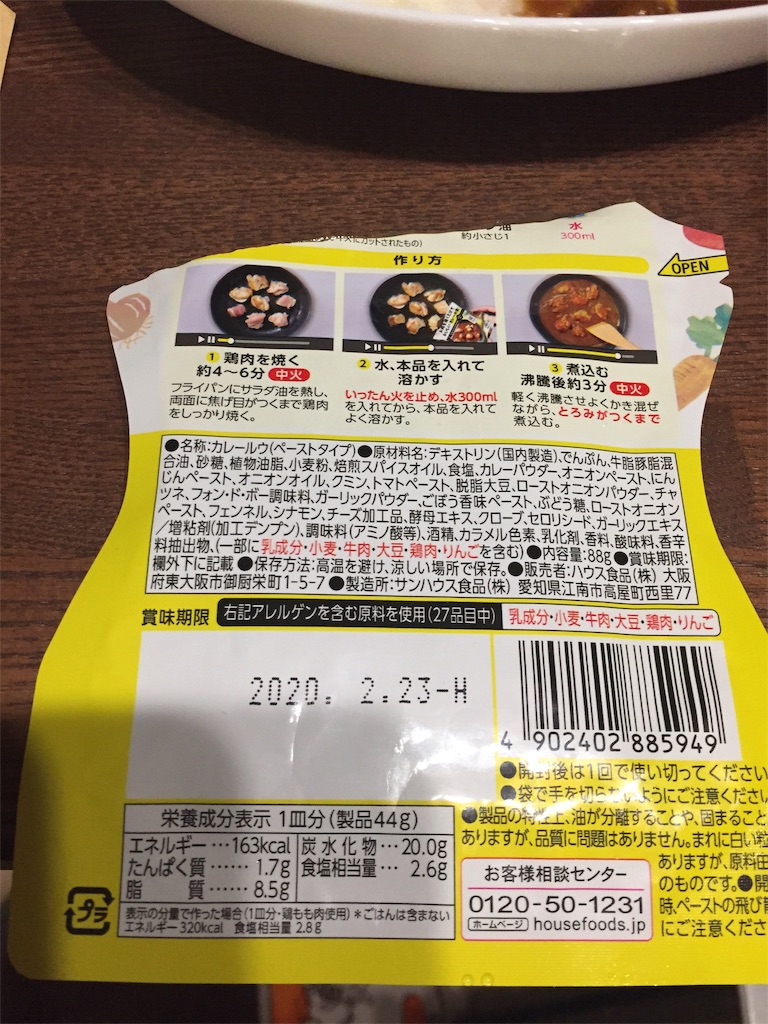 油
水
約小さじ1
300ml
カットされたもの)
作り方
OPEN
1 鶏肉を焼く
約4~6分 中火
フライパンにサラダ油を熱し、
両面に焦げ目がつくまで鶏肉
をしっかり焼く。
2 水、本品を入れて
溶かす
いったん火を止め、水300ml
を入れてから、本品を入れて
よく溶かす。
3 煮込む
沸騰後約3分 中火
軽く沸騰させよくかき混ぜ
ながら、とろみがつくまで
煮込む。
●名称:カレールウ(ペーストタイプ)●原材料名:デキストリン(国内製造)、でんぷん、牛脂豚脂混
合油、砂糖、植物油脂、小麦粉、焙煎スパイスオイル、食塩、カレーパウダー、オニオンペースト、にん
じんペースト、オニオンオイル、クミン、トマトペースト、脱脂大豆、ローストオニオンパウダー、チャ
ツネ、フォン・ド・ボー調味料、ガーリックパウダー、ごぼう香味ペースト、ぶどう糖、ローストオニオン
ペースト、フェンネル、シナモン、チーズ加工品、酵母エキス、クローブ、セロリシード、ガーリックエキス
/増粘剤(加工デンプン)、調味料(アミノ酸等)、酒精、カラメル色素、乳化剤、香料、酸味料、香辛
料抽出物、(一部に乳成分・小麦・牛肉・大豆・鶏肉・りんごを含む)●内容量:88g●賞味期限:
欄外下に記載 ●保存方法:高温を避け、涼しい場所で保存。●販売者:ハウス食品(株) 大阪
府東大阪市御厨栄町1-5-7 ●製造所:サンハウス食品(株) 愛知県江南市高屋町西里77
賞味期限 右記アレルゲンを含む原料を使用(27品目中) 乳成分・小麦・牛肉・大豆・鶏肉・りんご
2020. 2.23-H
4 902402 885949
●開封後は1回で使い切ってください
●袋で手を切らないようにご注意くださ
●製品の特性上、油が分離することや、固まること
ありますが、品質に問題はありません。まれに白い粒
ありますが、原料由
のものです。●開
時、ペーストの飛び
にご注意くださ
栄養成分表示 1皿分(製品44g)
エネルギー…163kcal 炭水化物…20.0g
たんぱく質……1.7g 食塩相当量…2.6g
脂質……8.5g
表示の分量で作った場合(1皿分・鶏もも肉使用)*ごはんは含まない
エネルギー320kcal 食塩相当量2.8g
プラ
お客様相談センター
0120-50-1231
ホームページ housefoods.jp